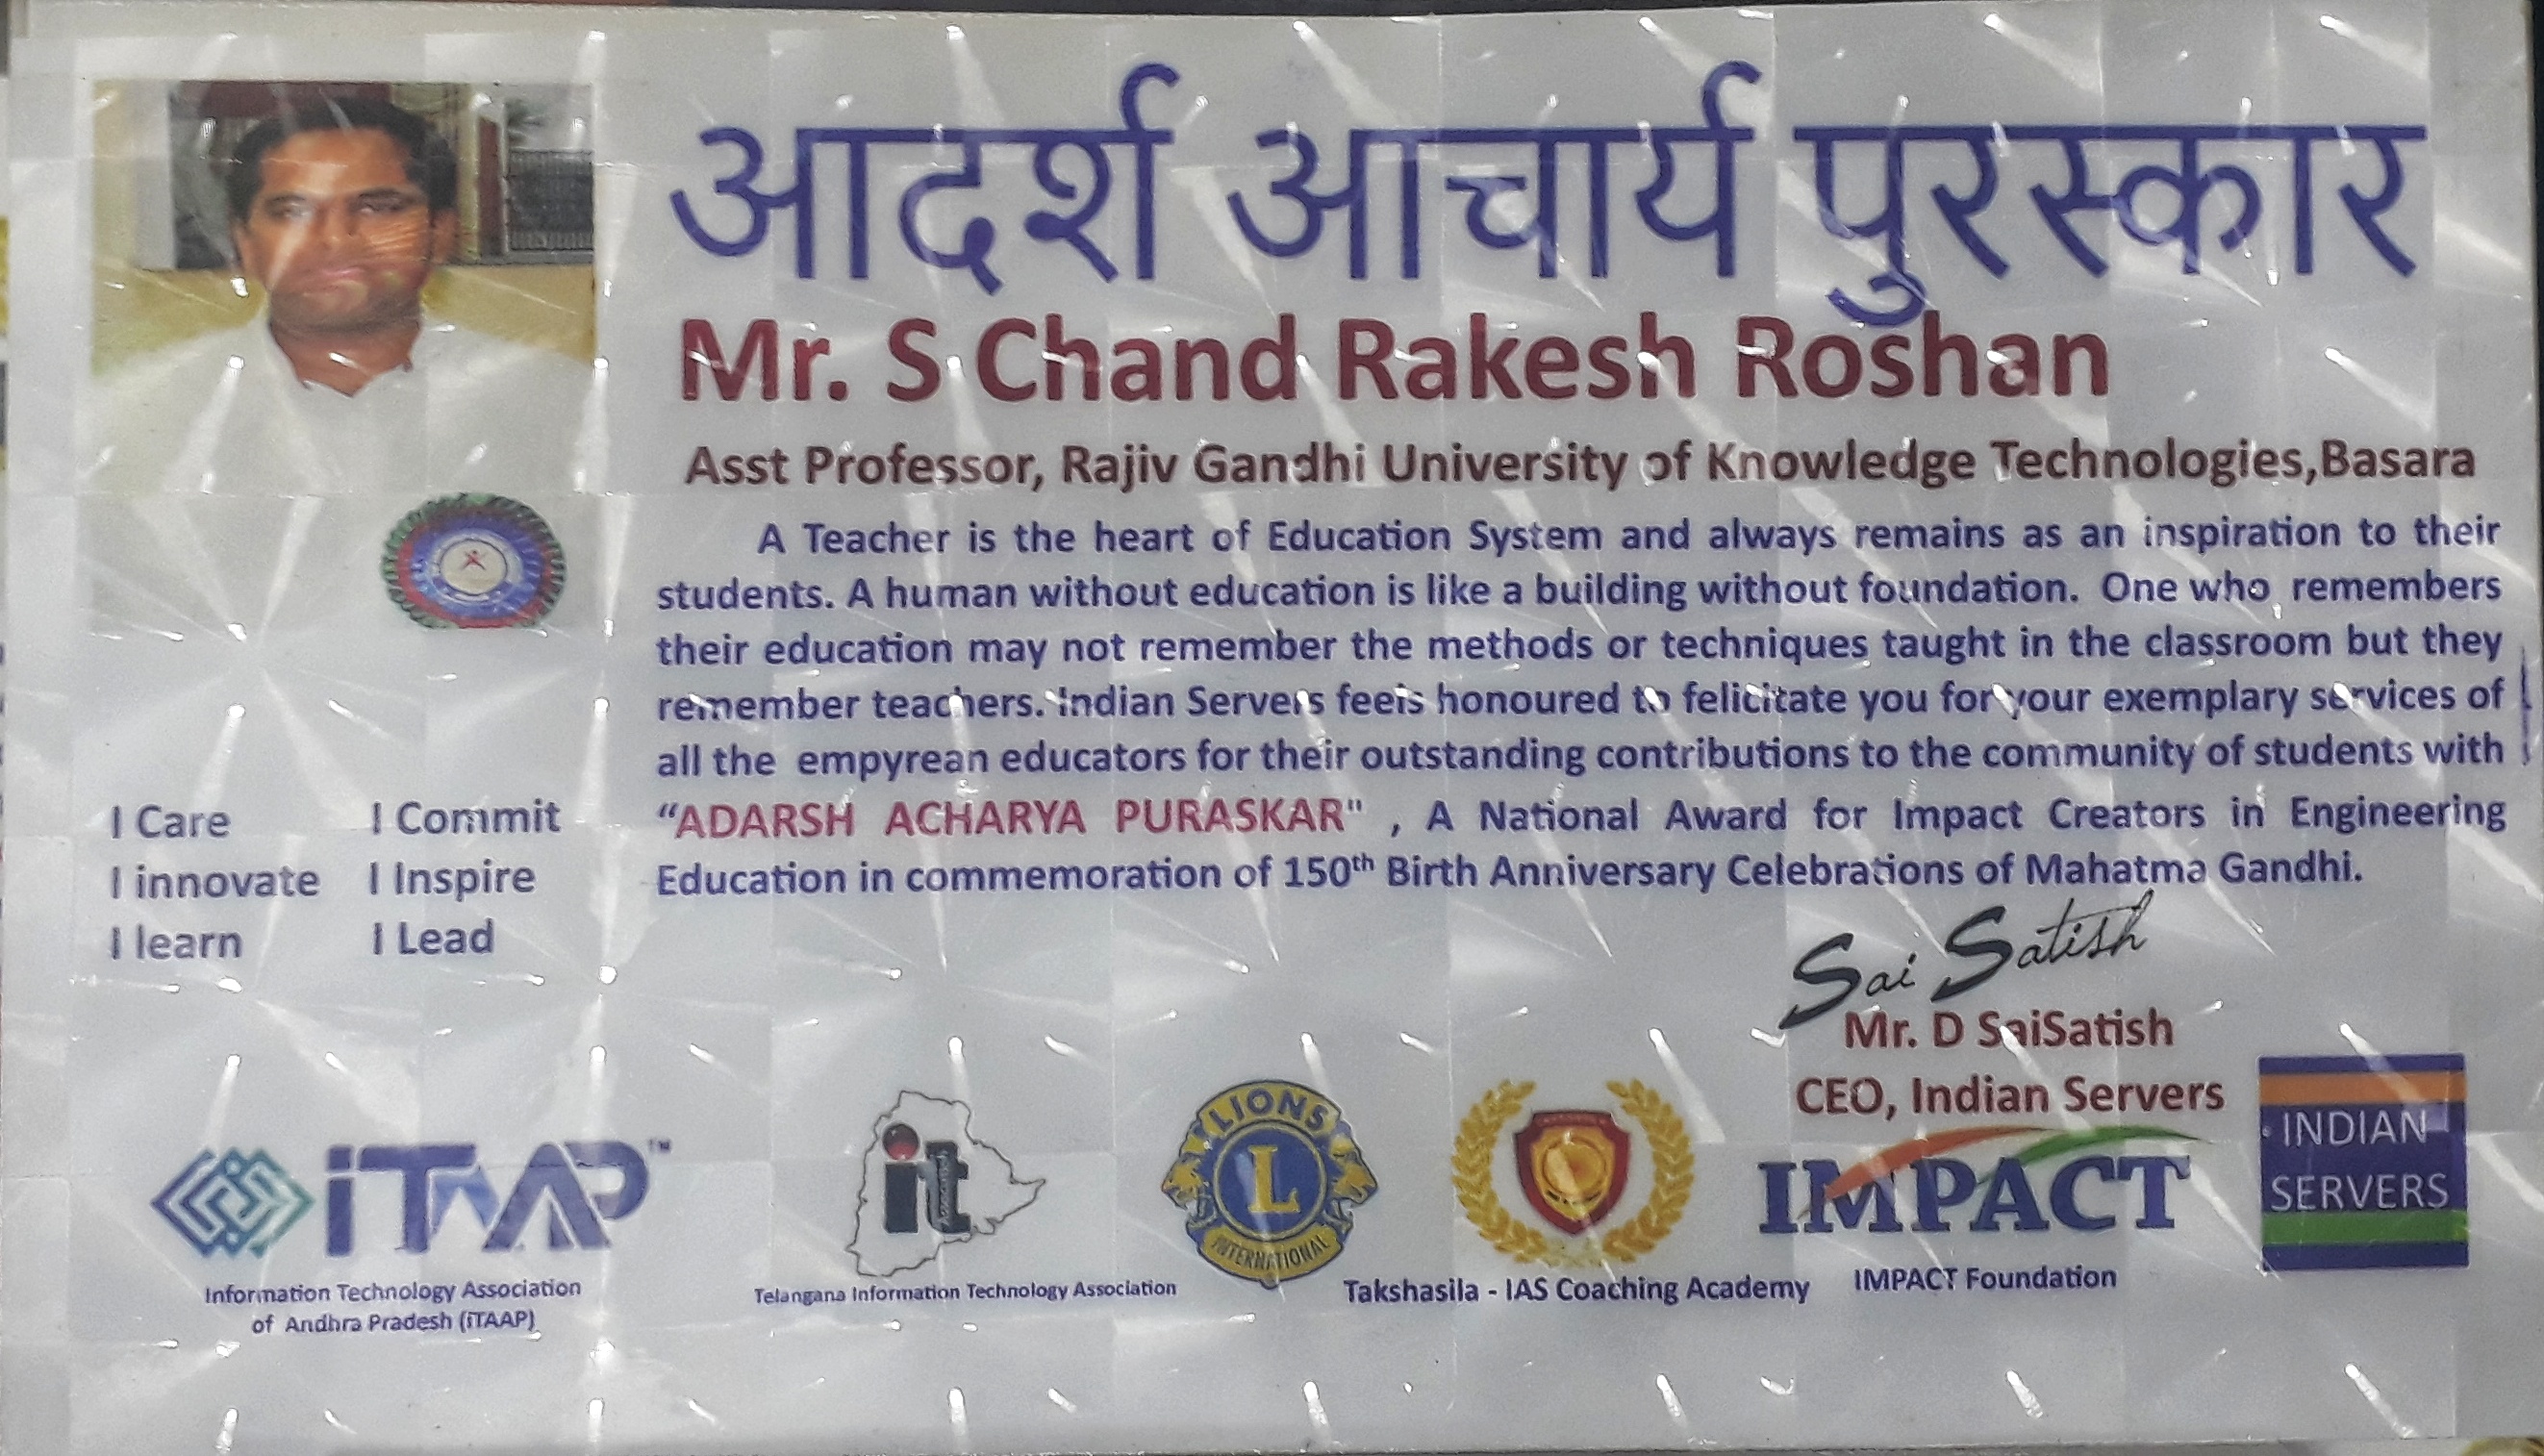 आदर्श आचार्य पुरस्कार
Mr. S Chand Rakesh Roshan
Asst Professor, Rajiv Gandhi University of Knowledge Technologies,Basara
A Teacher is the heart of Education System and always remains as an inspiration to their
students. A human without education is like a building without foundation. One who remembers
their education may not remember the methods or techniques taught in the classroom but they
remember teachers. Indian Servers feels honoured to felicitate you for your exemplary services of
all the empyrean educators for their outstanding contributions to the community of students with
“ADARSH ACHARYA PURASKAR" , A National Award for Impact Creators in Engineering
Education in commemoration of 150th Birth Anniversary Celebrations of Mahatma Gandhi.
I Care I Commit
I innovate I Inspire
I learn I Lead
Sai Satish
Mr. D SaiSatish
CEO, Indian Servers
iTAAP™
Information Technology Association
of Andhra Pradesh (iTAAP)
it
Telangana Information Technology Association
LIONS
L
INTERNATIONAL
Takshasila - IAS Coaching Academy
IMPACT
IMPACT Foundation
INDIAN
SERVERS